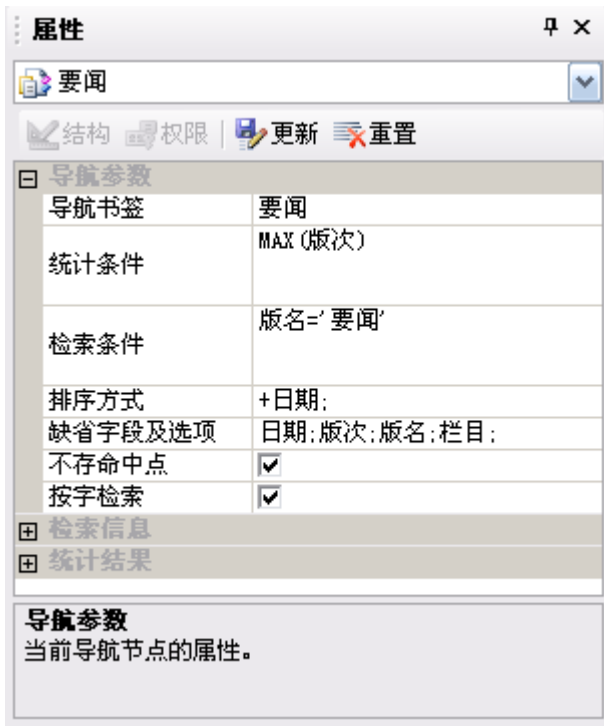 属性
要闻
结构 权限 更新 重置
导航参数
导航书签 要闻
统计条件 MAX(版次)
检索条件 版名='要闻'
排序方式 +日期;
缺省字段及选项 日期;版次;版名;栏目;
不存命中点
按字检索
检索信息
统计结果
导航参数
当前导航节点的属性。